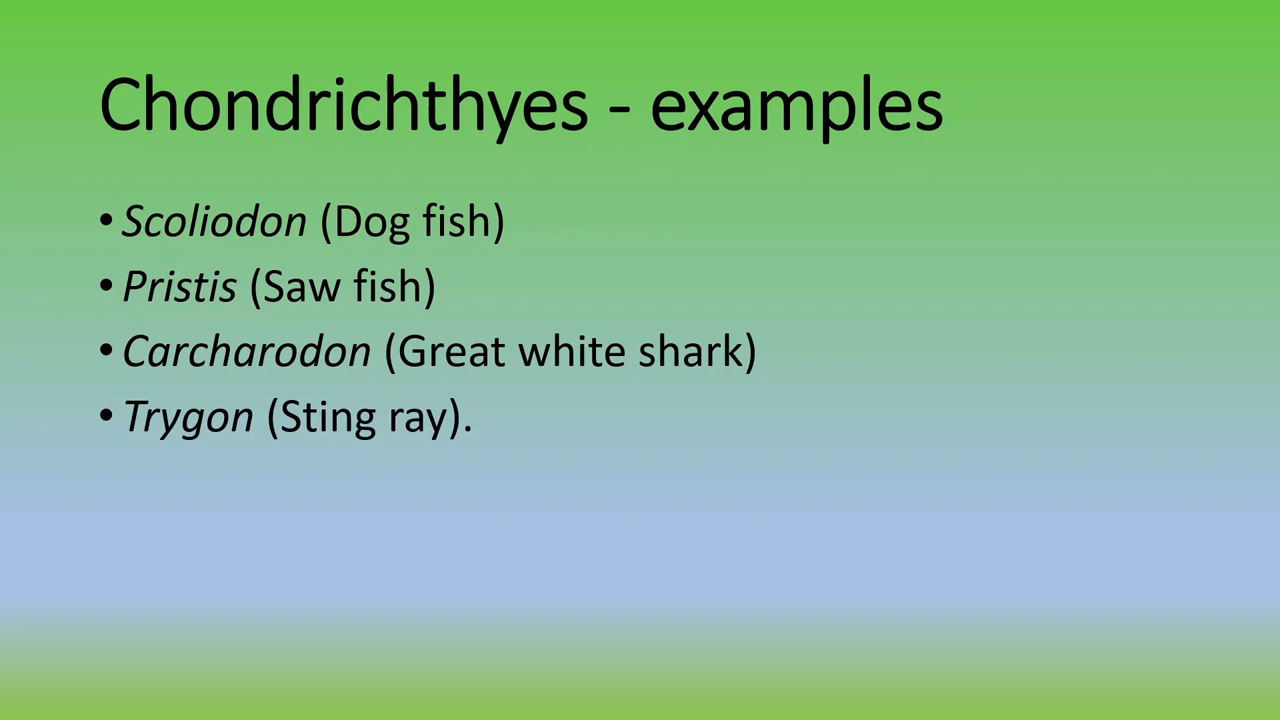 Chondrichthyes - examples
• Scoliodon (Dog fish)
• Pristis (Saw fish)
• Carcharodon (Great white shark)
• Trygon (Sting ray).